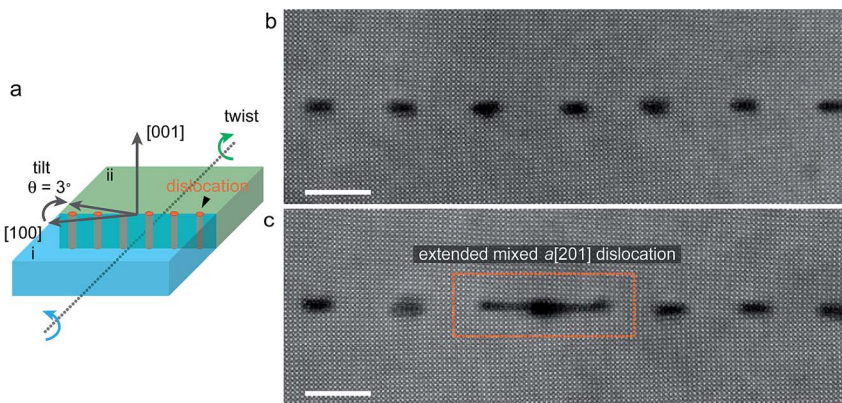 a
[001]
twist
tilt
θ = 3°
ii
dislocation
[100]
i
b
c
extended mixed a[201] dislocation